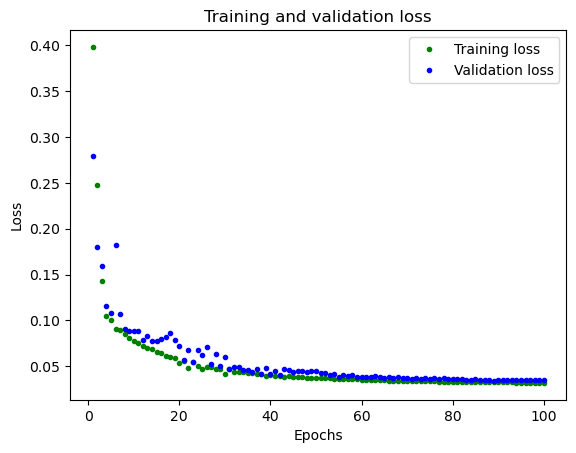 Training and validation loss
Training loss
Validation loss
0.40
0.35
0.30
0.25
0.20
0.15
0.10
0.05
Loss
0 20 40 60 80 100
Epochs